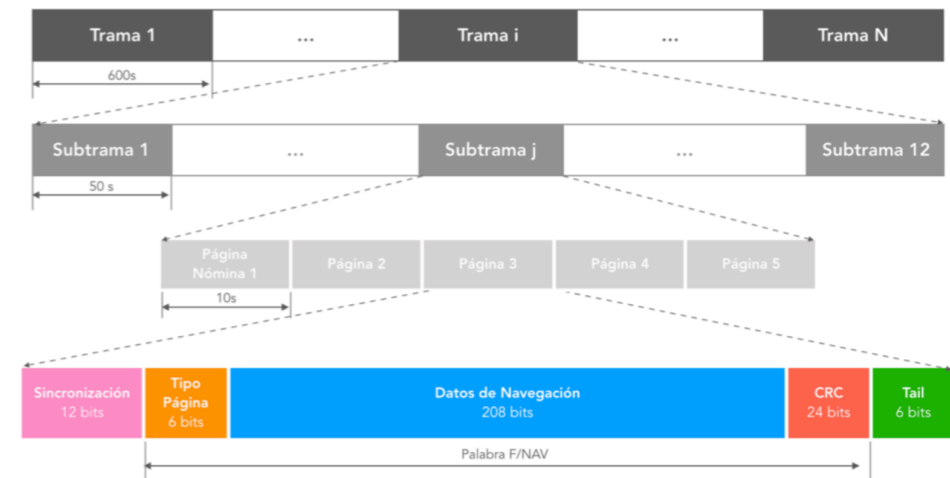 Trama 1 ... Trama i ... Trama N
600s
Subtrama 1 ... Subtrama j ... Subtrama 12
50 s
Página
Nómina 1
Página 2
Página 3
Página 4
Página 5
10s
Sincronización
12 bits
Tipo
Página
6 bits
Datos de Navegación
208 bits
CRC
24 bits
Tail
6 bits
Palabra F/NAV